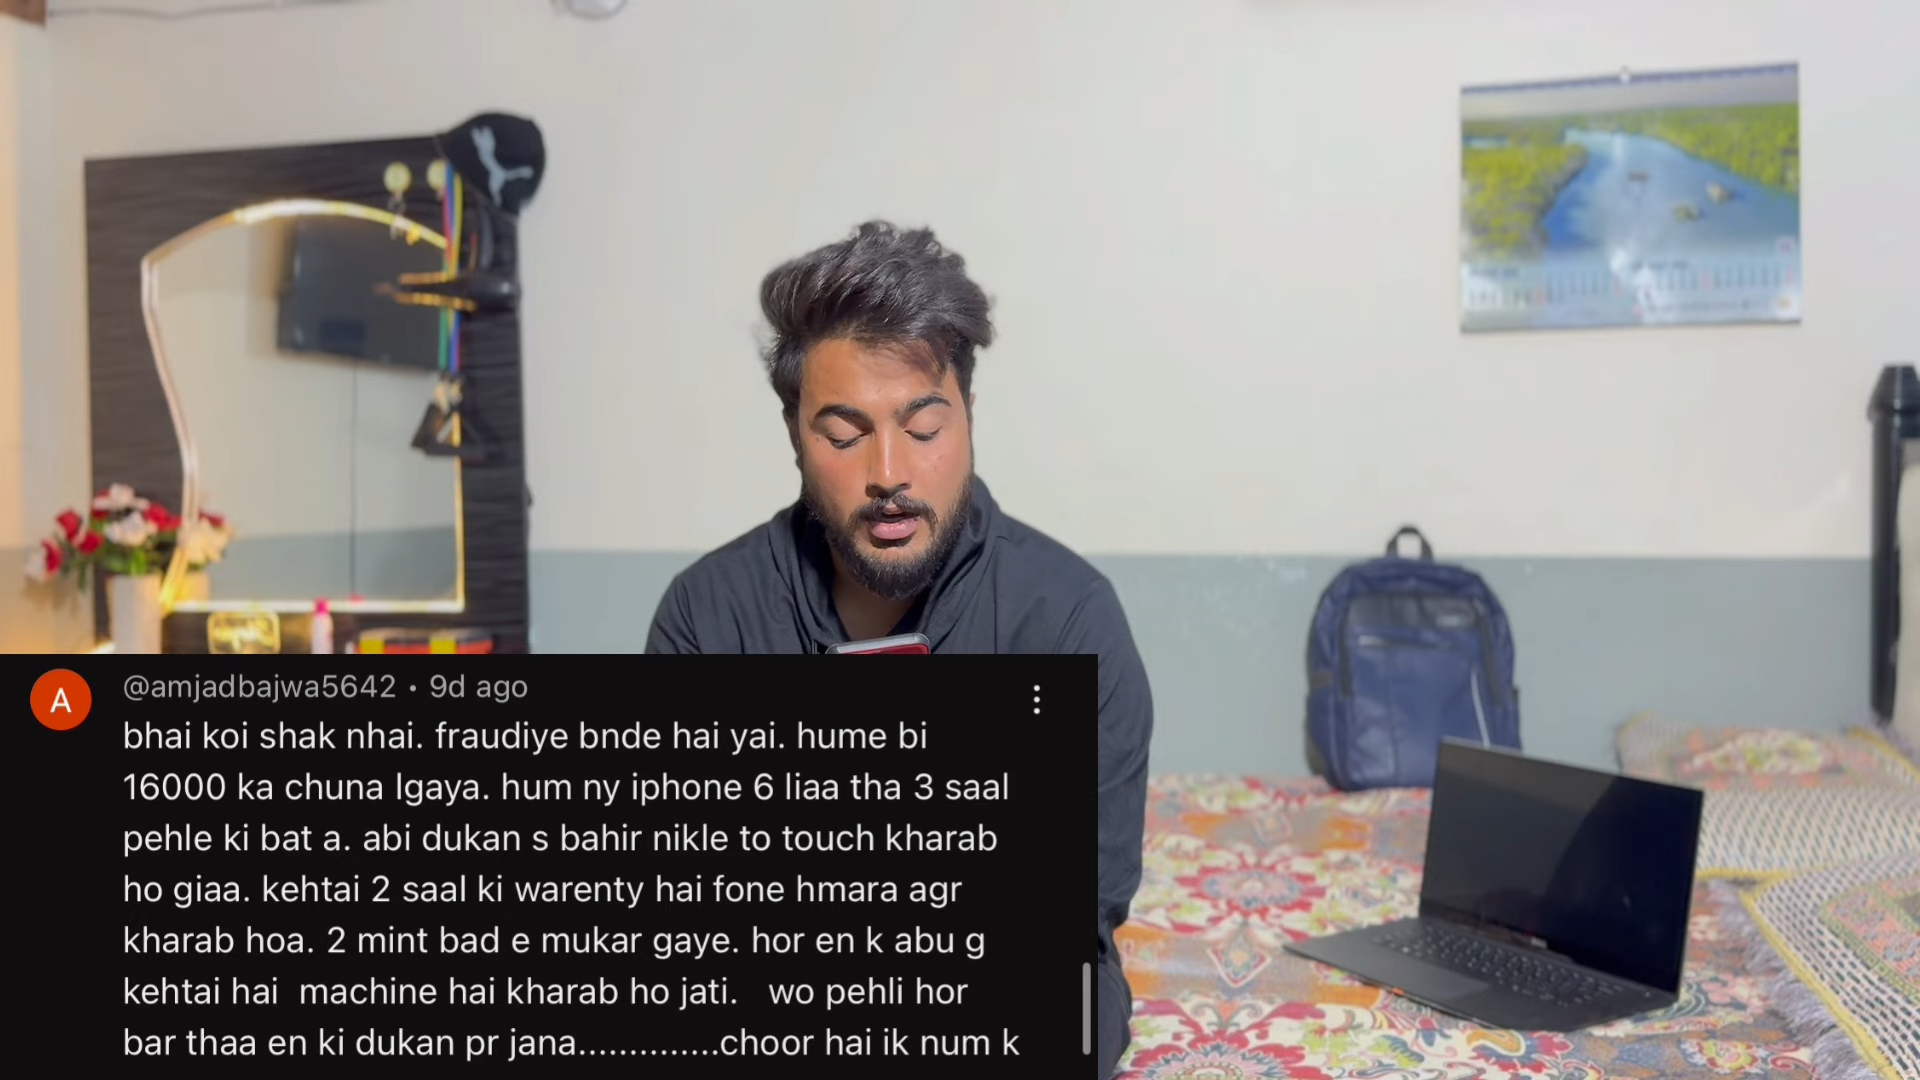 @amjadbajwa5642 • 9d ago
A
bhai koi shak nhai. fraudiye bnde hai yai. hume bi
16000 ka chuna lgaya. hum ny iphone 6 liaa tha 3 saal
pehle ki bat a. abi dukan s bahir nikle to touch kharab
ho giaa. kehtai 2 saal ki warenty hai fone hmara agr
kharab hoa. 2 mint bad e mukar gaye. hor en k abu g
kehtai hai  machine hai kharab ho jati.   wo pehli hor
bar thaa en ki dukan pr jana..............choor hai ik num k